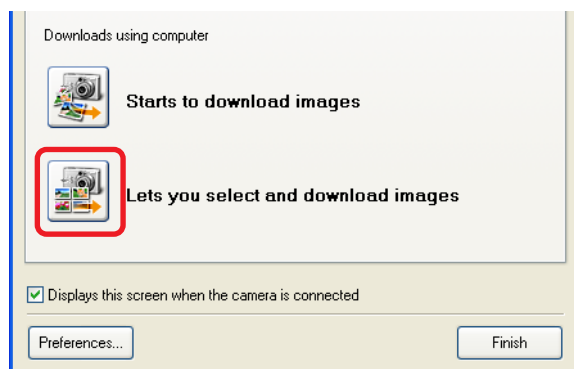 Downloads using computer
Starts to download images
Lets you select and download images
Displays this screen when the camera is connected
Preferences...
Finish